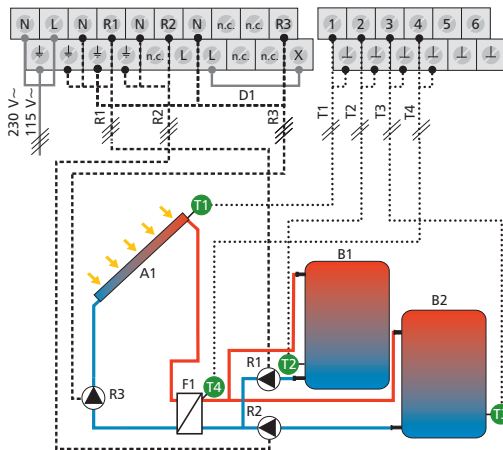 N L N R1 N R2 N n.c. n.c. R3
n.c. L L n.c. n.c. X
D1
230 V~
115 V~
R1
R2
R3
1 2 3 4 5 6
T1
T2
T3
T4
T1
A1
B1
B2
R1
T2
F1
T4
R3
R2
T3